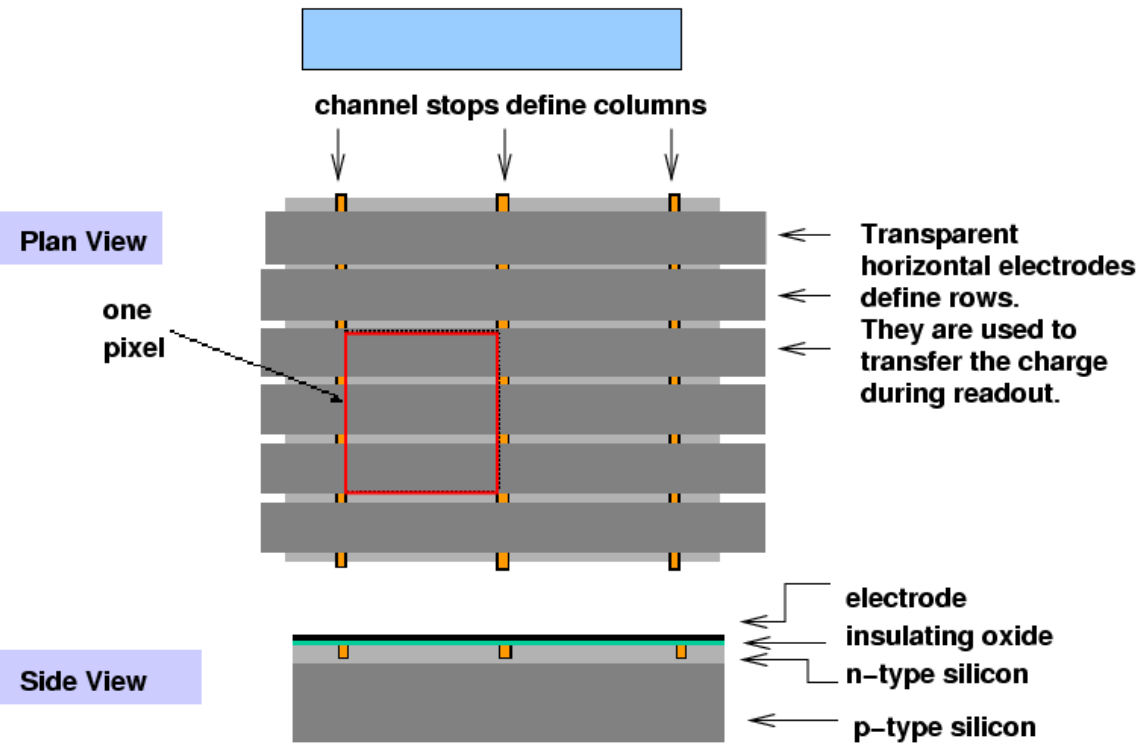 channel stops define columns
Plan View
Transparent
horizontal electrodes
define rows.
They are used to
transfer the charge
during readout.
one
pixel
electrode
insulating oxide
n-type silicon
p-type silicon
Side View